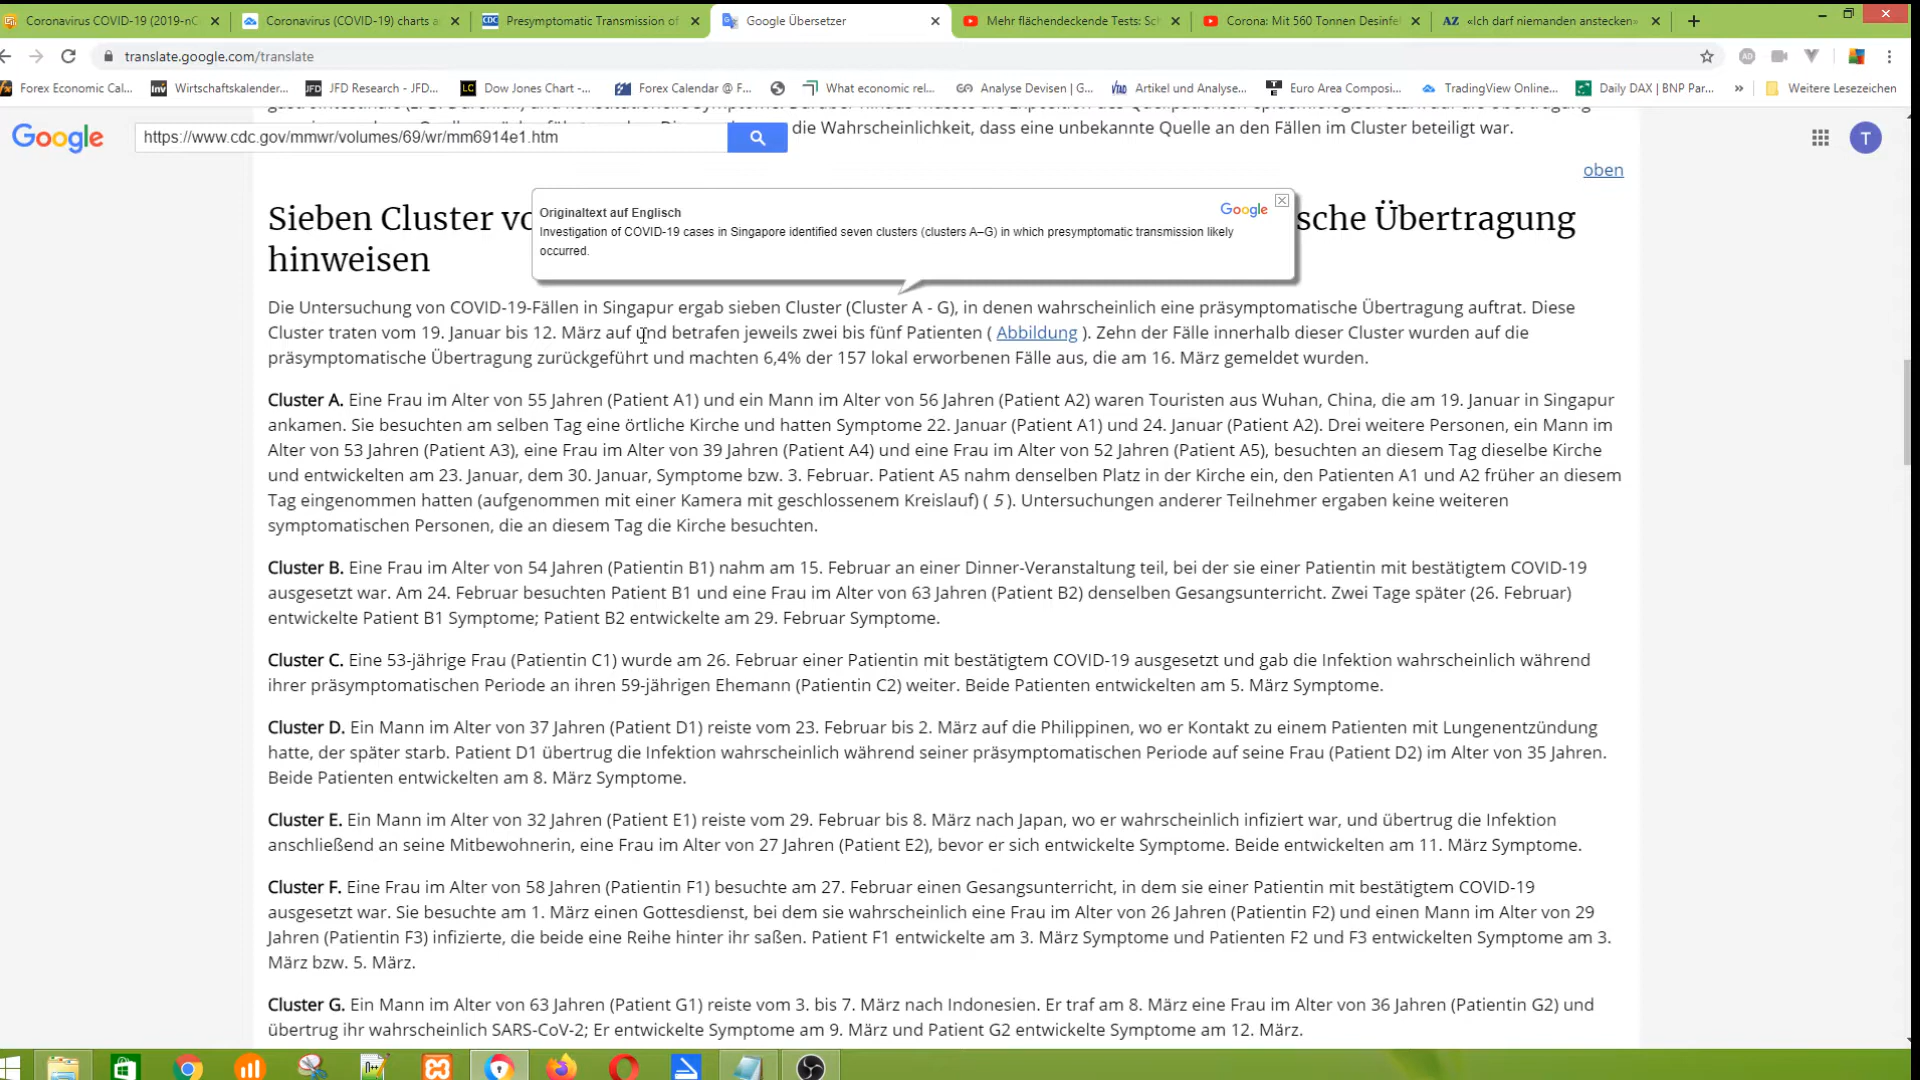 Coronavirus COVID-19 (2019-nC
Coronavirus (COVID-19) charts a
CDC Presymptomatic Transmission of
Google Übersetzer
Mehr flächendeckende Tests: Sch
Corona: Mit 560 Tonnen Desinfel
AZ «Ich darf niemanden anstecken»
translate.google.com/translate
Forex Economic Cal...
Inv Wirtschaftskalender...
JFD JFD Research - JFD...
LC Dow Jones Chart -...
Forex Calendar @ F...
What economic rel...
Analyse Devisen | G...
Artikel und Analyse...
Euro Area Composi...
TradingView Online...
Daily DAX | BNP Par...
»
Weitere Lesezeichen
Google
https://www.cdc.gov/mmwr/volumes/69/wr/mm6914e1.htm
T
die Wahrscheinlichkeit, dass eine unbekannte Quelle an den Fällen im Cluster beteiligt war.
oben
Sieben Cluster vo
sche Übertragung
hinweisen
Originaltext auf Englisch
Google
Investigation of COVID-19 cases in Singapore identified seven clusters (clusters A–G) in which presymptomatic transmission likely
occurred.
Die Untersuchung von COVID-19-Fällen in Singapur ergab sieben Cluster (Cluster A - G), in denen wahrscheinlich eine präsymptomatische Übertragung auftrat. Diese
Cluster traten vom 19. Januar bis 12. März auf und betrafen jeweils zwei bis fünf Patienten ( Abbildung ). Zehn der Fälle innerhalb dieser Cluster wurden auf die
präsymptomatische Übertragung zurückgeführt und machten 6,4% der 157 lokal erworbenen Fälle aus, die am 16. März gemeldet wurden.
Cluster A. Eine Frau im Alter von 55 Jahren (Patient A1) und ein Mann im Alter von 56 Jahren (Patient A2) waren Touristen aus Wuhan, China, die am 19. Januar in Singapur
ankamen. Sie besuchten am selben Tag eine örtliche Kirche und hatten Symptome 22. Januar (Patient A1) und 24. Januar (Patient A2). Drei weitere Personen, ein Mann im
Alter von 53 Jahren (Patient A3), eine Frau im Alter von 39 Jahren (Patient A4) und eine Frau im Alter von 52 Jahren (Patient A5), besuchten an diesem Tag dieselbe Kirche
und entwickelten am 23. Januar, dem 30. Januar, Symptome bzw. 3. Februar. Patient A5 nahm denselben Platz in der Kirche ein, den Patienten A1 und A2 früher an diesem
Tag eingenommen hatten (aufgenommen mit einer Kamera mit geschlossenem Kreislauf) ( 5 ). Untersuchungen anderer Teilnehmer ergaben keine weiteren
symptomatischen Personen, die an diesem Tag die Kirche besuchten.
Cluster B. Eine Frau im Alter von 54 Jahren (Patientin B1) nahm am 15. Februar an einer Dinner-Veranstaltung teil, bei der sie einer Patientin mit bestätigtem COVID-19
ausgesetzt war. Am 24. Februar besuchten Patient B1 und eine Frau im Alter von 63 Jahren (Patient B2) denselben Gesangsunterricht. Zwei Tage später (26. Februar)
entwickelte Patient B1 Symptome; Patient B2 entwickelte am 29. Februar Symptome.
Cluster C. Eine 53-jährige Frau (Patientin C1) wurde am 26. Februar einer Patientin mit bestätigtem COVID-19 ausgesetzt und gab die Infektion wahrscheinlich während
ihrer präsymptomatischen Periode an ihren 59-jährigen Ehemann (Patientin C2) weiter. Beide Patienten entwickelten am 5. März Symptome.
Cluster D. Ein Mann im Alter von 37 Jahren (Patient D1) reiste vom 23. Februar bis 2. März auf die Philippinen, wo er Kontakt zu einem Patienten mit Lungenentzündung
hatte, der später starb. Patient D1 übertrug die Infektion wahrscheinlich während seiner präsymptomatischen Periode auf seine Frau (Patient D2) im Alter von 35 Jahren.
Beide Patienten entwickelten am 8. März Symptome.
Cluster E. Ein Mann im Alter von 32 Jahren (Patient E1) reiste vom 29. Februar bis 8. März nach Japan, wo er wahrscheinlich infiziert war, und übertrug die Infektion
anschließend an seine Mitbewohnerin, eine Frau im Alter von 27 Jahren (Patient E2), bevor er sich entwickelte Symptome. Beide entwickelten am 11. März Symptome.
Cluster F. Eine Frau im Alter von 58 Jahren (Patientin F1) besuchte am 27. Februar einen Gesangsunterricht, in dem sie einer Patientin mit bestätigtem COVID-19
ausgesetzt war. Sie besuchte am 1. März einen Gottesdienst, bei dem sie wahrscheinlich eine Frau im Alter von 26 Jahren (Patientin F2) und einen Mann im Alter von 29
Jahren (Patientin F3) infizierte, die beide eine Reihe hinter ihr saßen. Patient F1 entwickelte am 3. März Symptome und Patienten F2 und F3 entwickelten Symptome am 3.
März bzw. 5. März.
Cluster G. Ein Mann im Alter von 63 Jahren (Patient G1) reiste vom 3. bis 7. März nach Indonesien. Er traf am 8. März eine Frau im Alter von 36 Jahren (Patientin G2) und
übertrug ihr wahrscheinlich SARS-CoV-2; Er entwickelte Symptome am 9. März und Patient G2 entwickelte Symptome am 12. März.